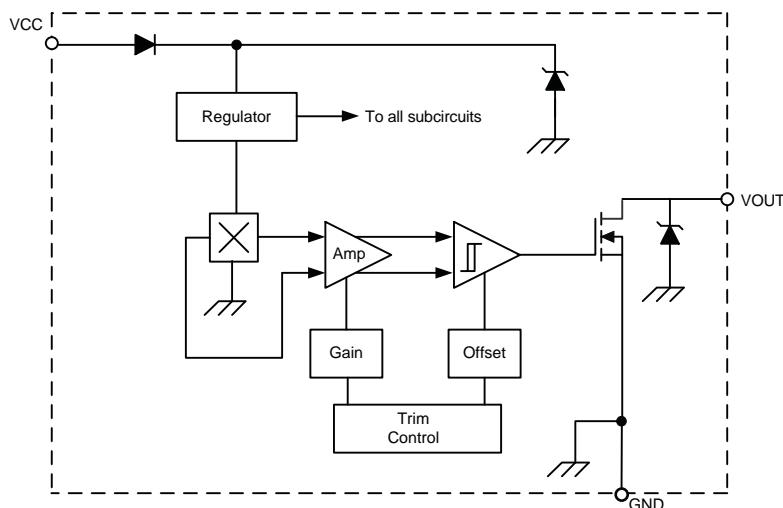 VCC
Regulator
To all subcircuits
VOUT
Amp
Gain
Offset
Trim
Control
GND